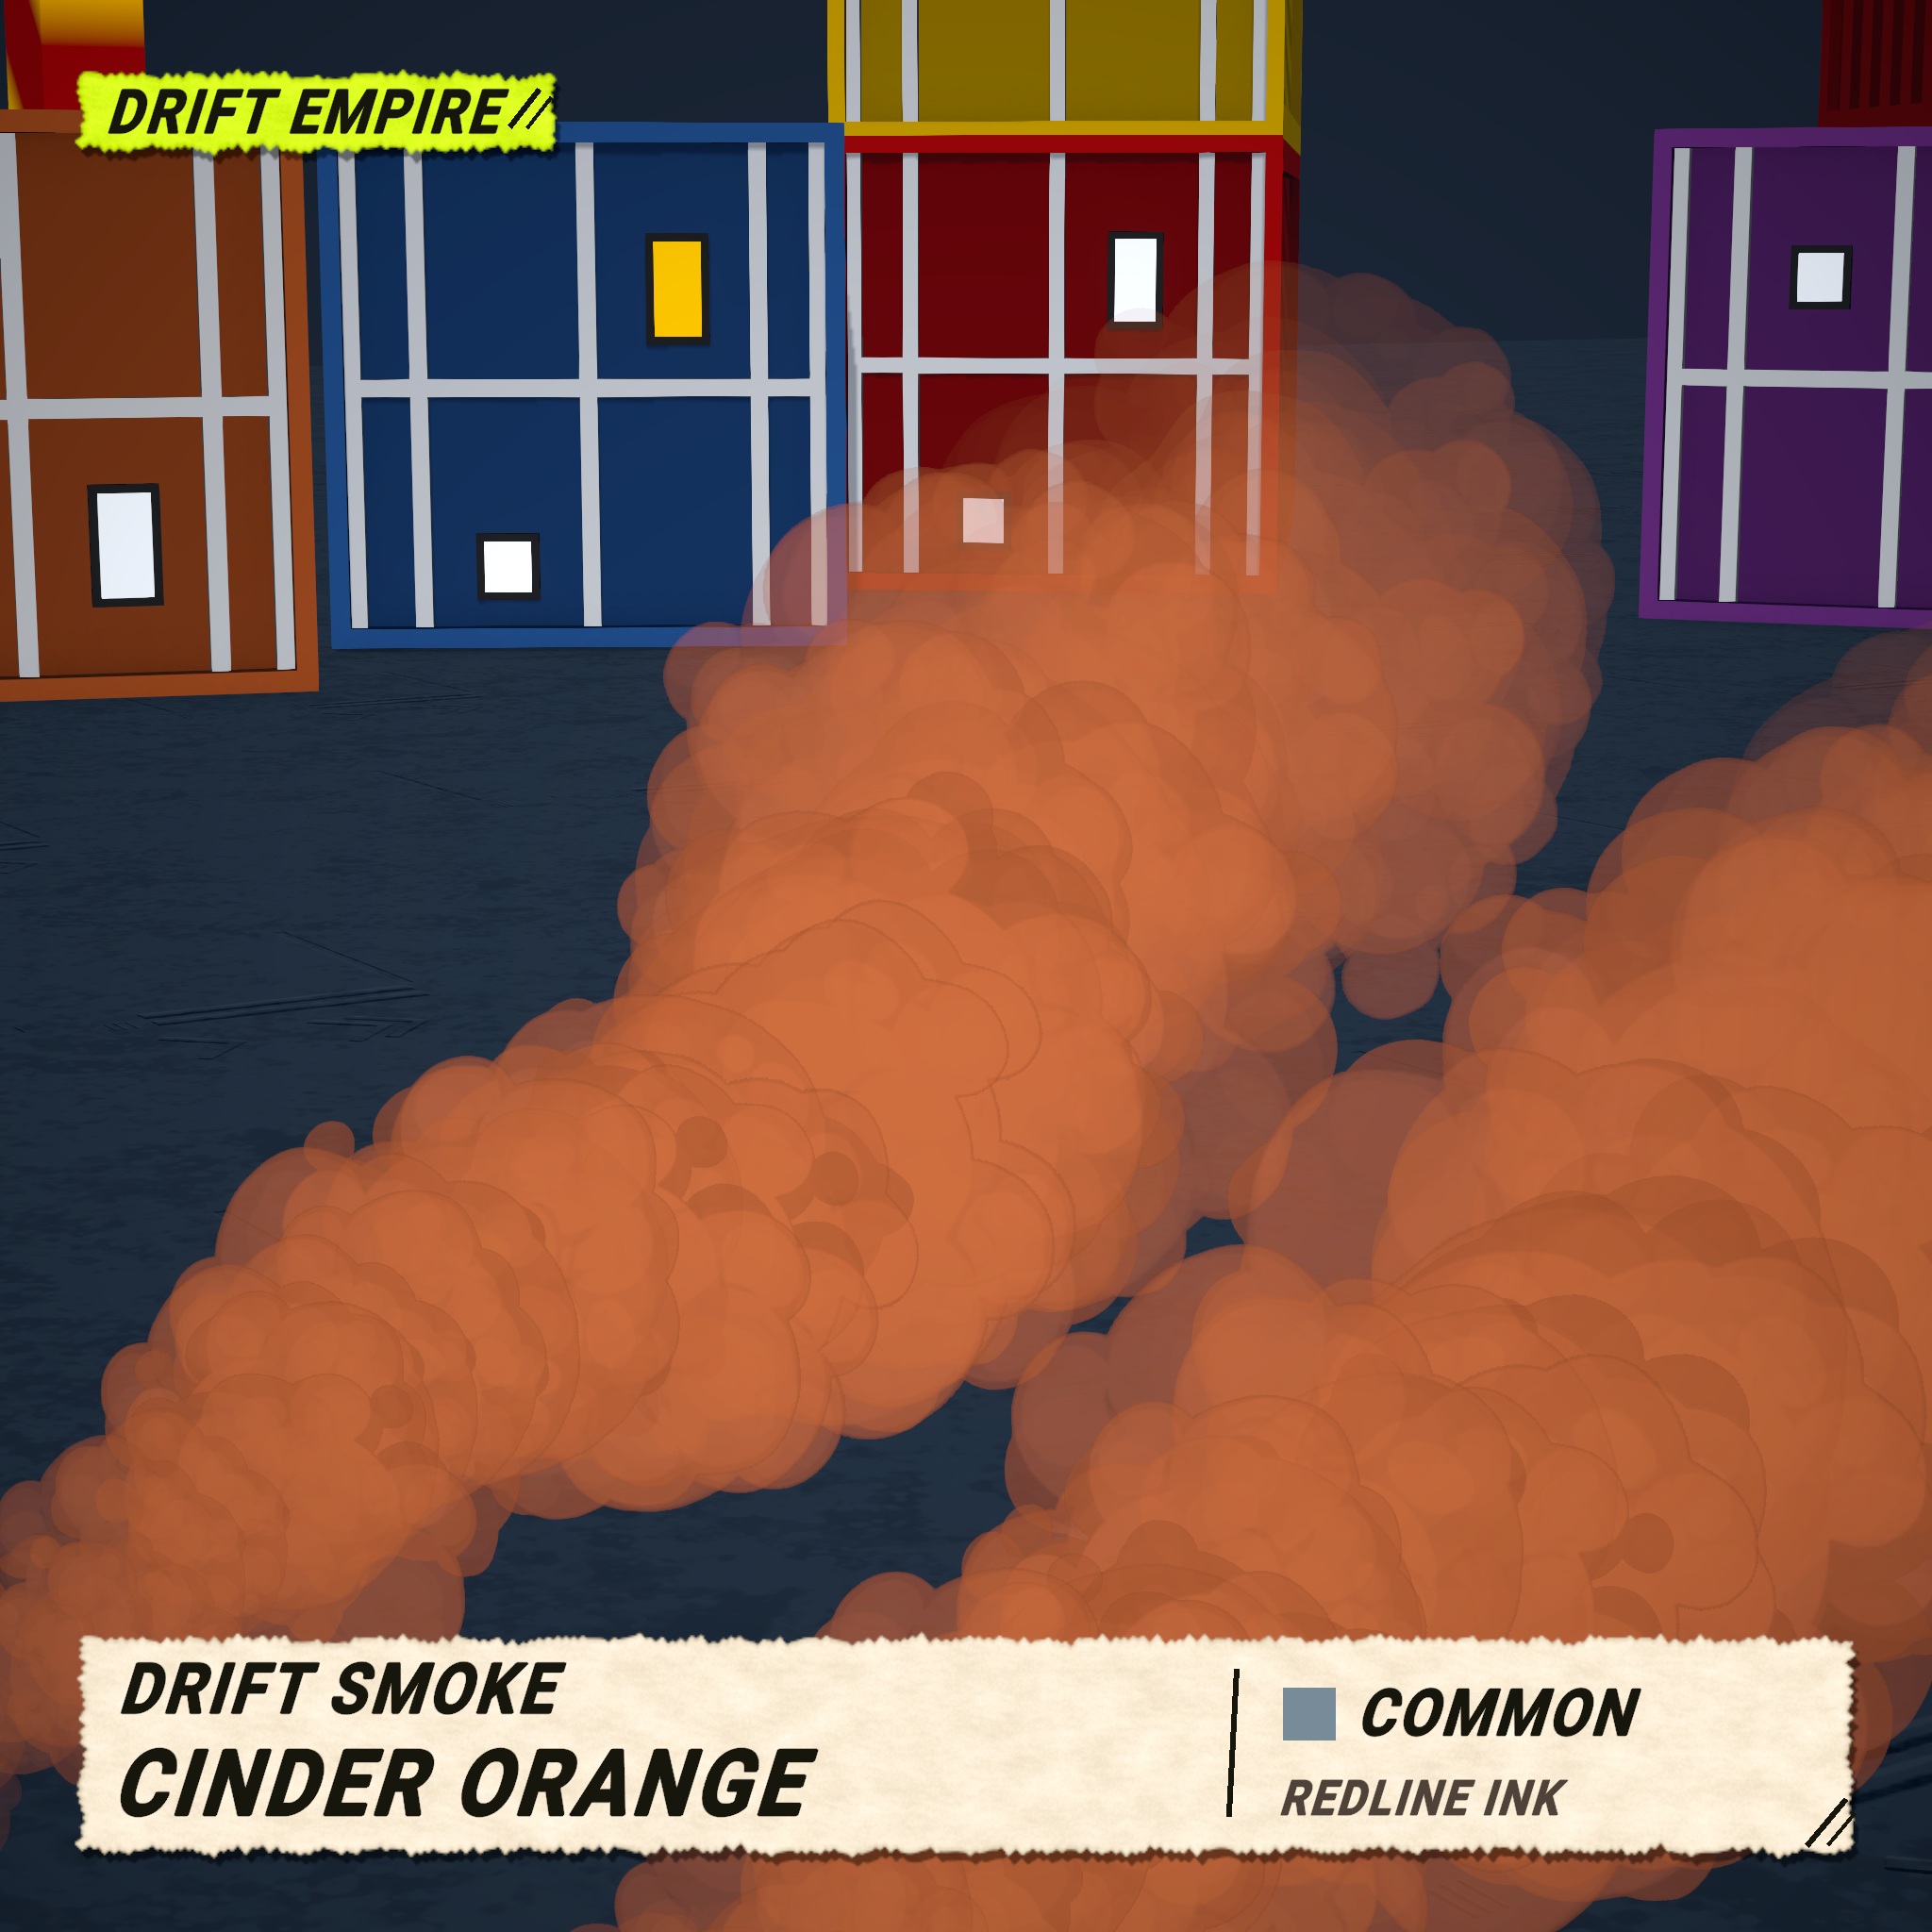 DRIFT EMPIRE
DRIFT SMOKE
CINDER ORANGE
COMMON
REDLINE INK